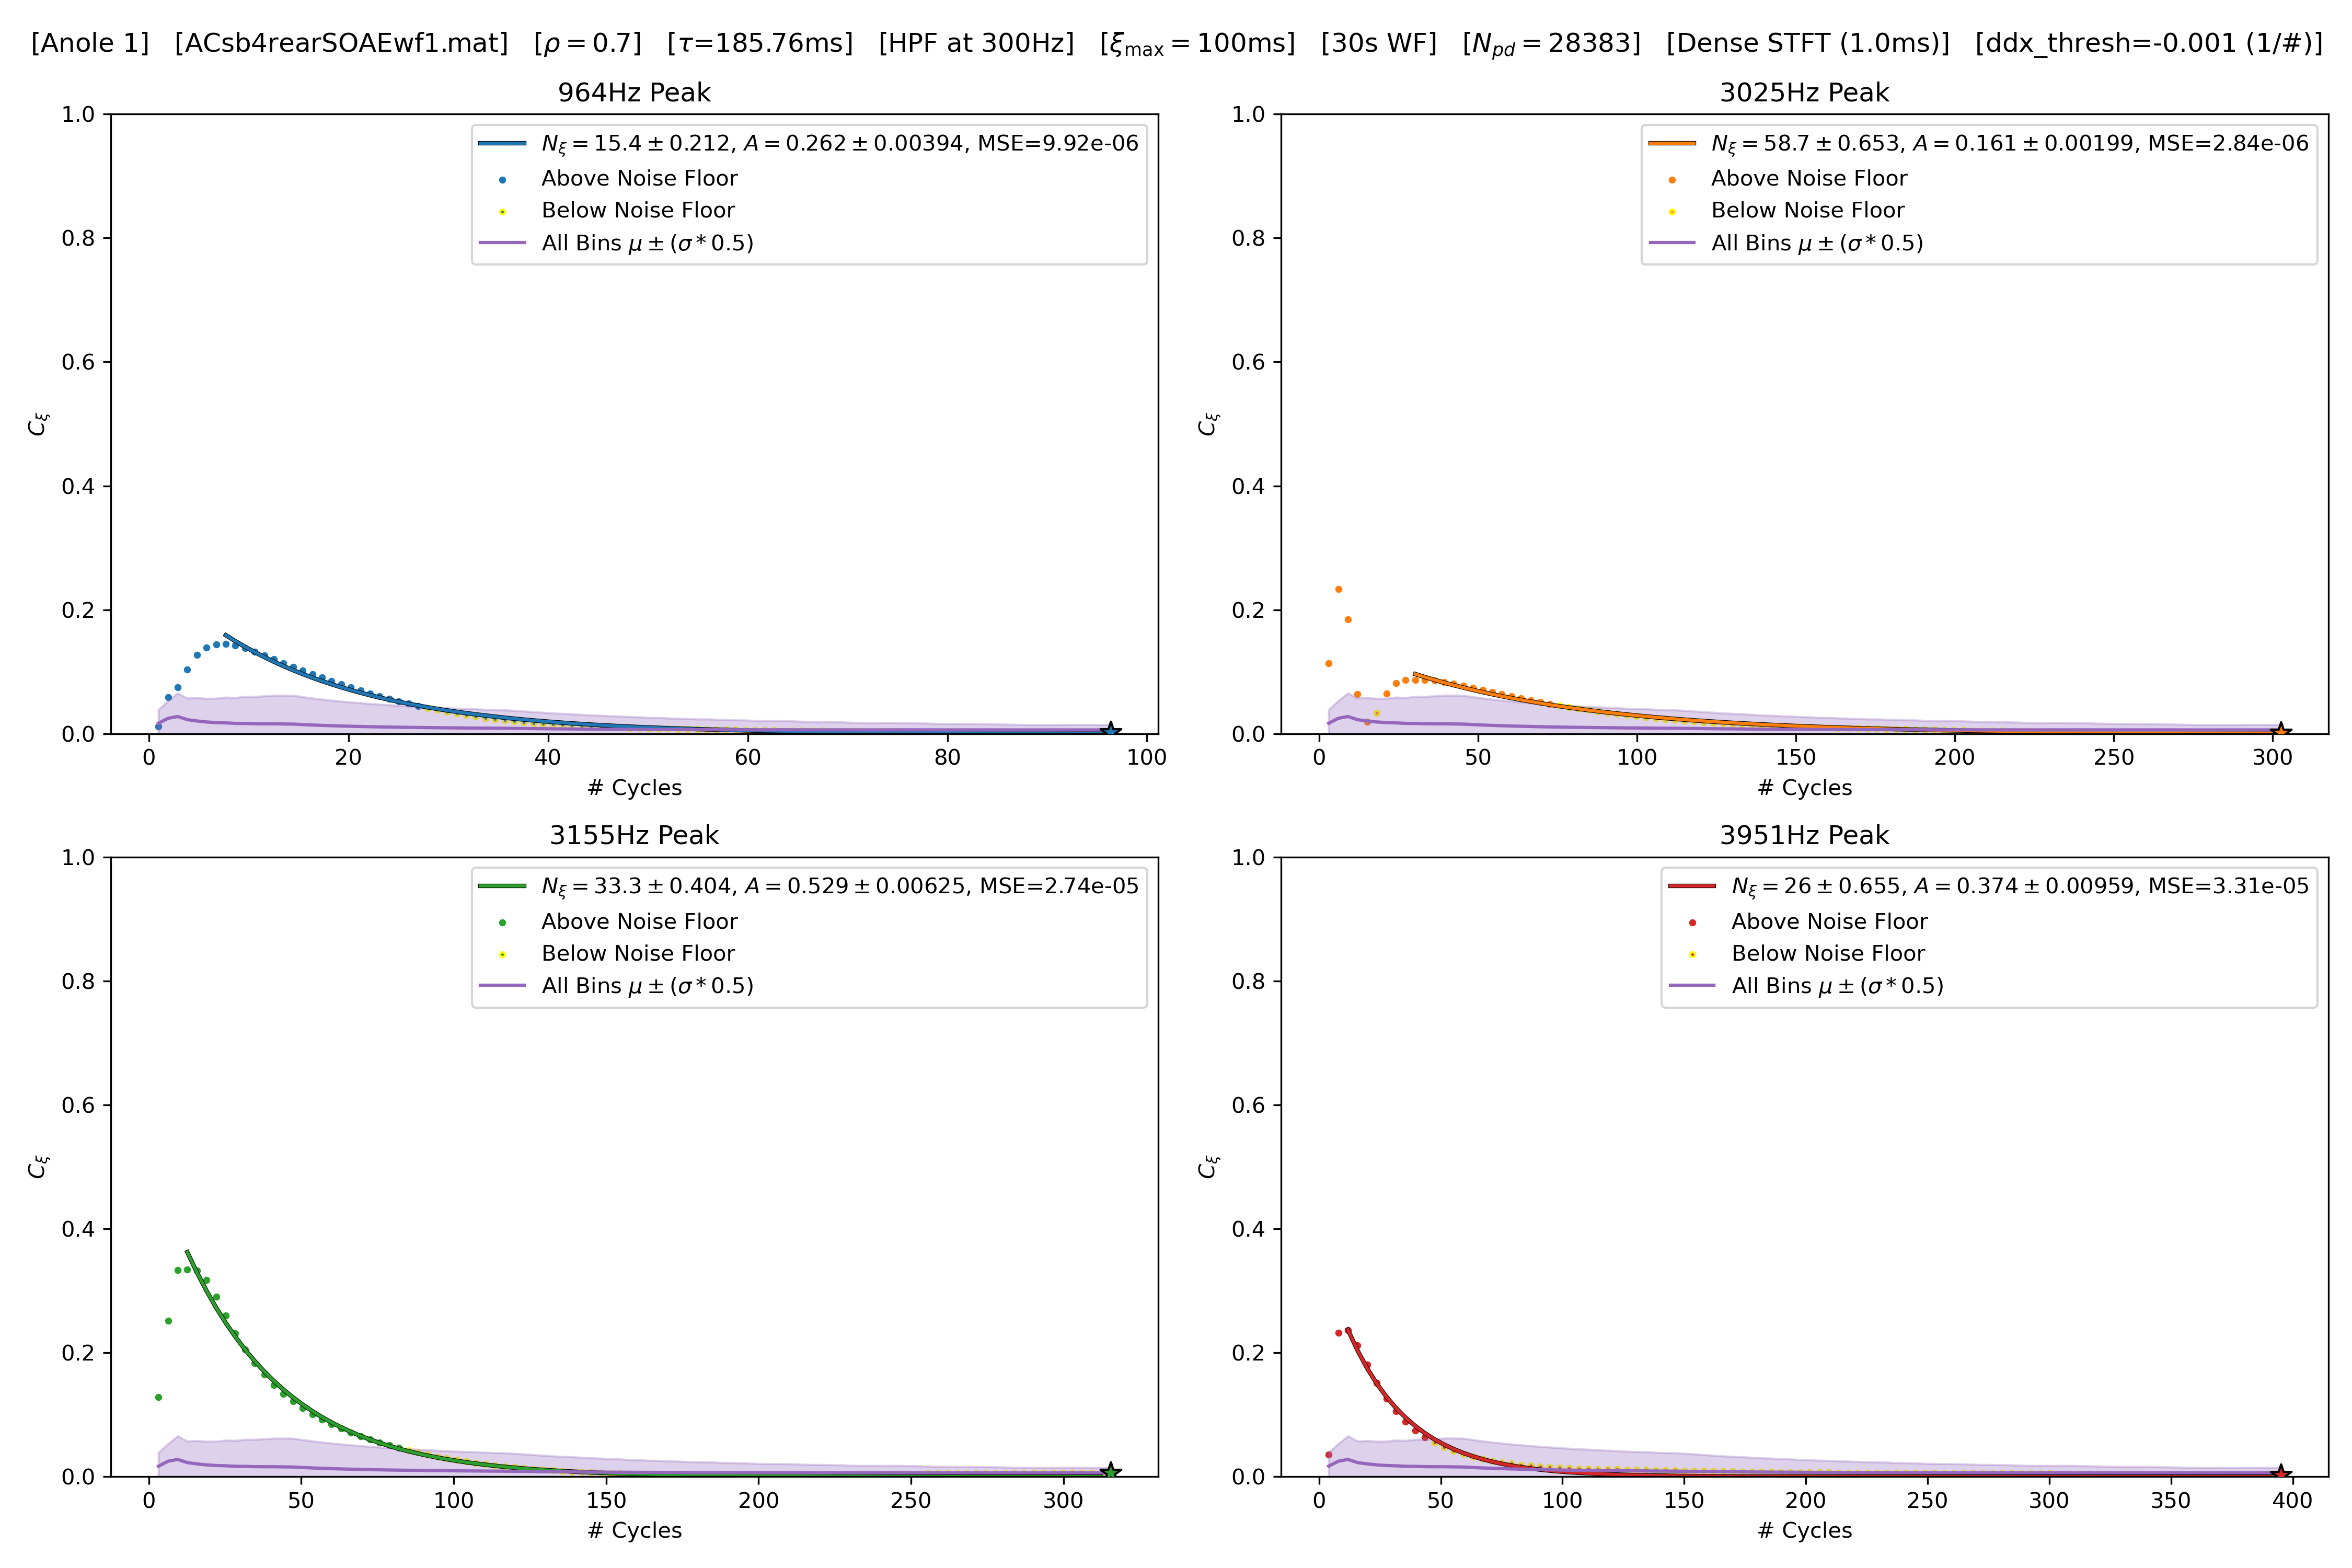 [Anole 1] [ACsb4rearSOAEwf1.mat] [ρ = 0.7] [τ=185.76ms] [HPF at 300Hz] [ξmax = 100ms] [30s WF] [Npd = 28383] [Dense STFT (1.0ms)] [ddx_thresh=-0.001 (1/#)]
964Hz Peak
Nξ = 15.4 ± 0.212, A = 0.262 ± 0.00394, MSE=9.92e-06
Above Noise Floor
Below Noise Floor
All Bins μ ± (σ * 0.5)
1.0
0.8
0.6
0.4
0.2
0.0
Cξ
0 20 40 60 80 100
# Cycles
3025Hz Peak
Nξ = 58.7 ± 0.653, A = 0.161 ± 0.00199, MSE=2.84e-06
Above Noise Floor
Below Noise Floor
All Bins μ ± (σ * 0.5)
1.0
0.8
0.6
0.4
0.2
0.0
Cξ
0 50 100 150 200 250 300
# Cycles
3155Hz Peak
Nξ = 33.3 ± 0.404, A = 0.529 ± 0.00625, MSE=2.74e-05
Above Noise Floor
Below Noise Floor
All Bins μ ± (σ * 0.5)
1.0
0.8
0.6
0.4
0.2
0.0
Cξ
0 50 100 150 200 250 300
# Cycles
3951Hz Peak
Nξ = 26 ± 0.655, A = 0.374 ± 0.00959, MSE=3.31e-05
Above Noise Floor
Below Noise Floor
All Bins μ ± (σ * 0.5)
1.0
0.8
0.6
0.4
0.2
0.0
Cξ
0 50 100 150 200 250 300 350 400
# Cycles